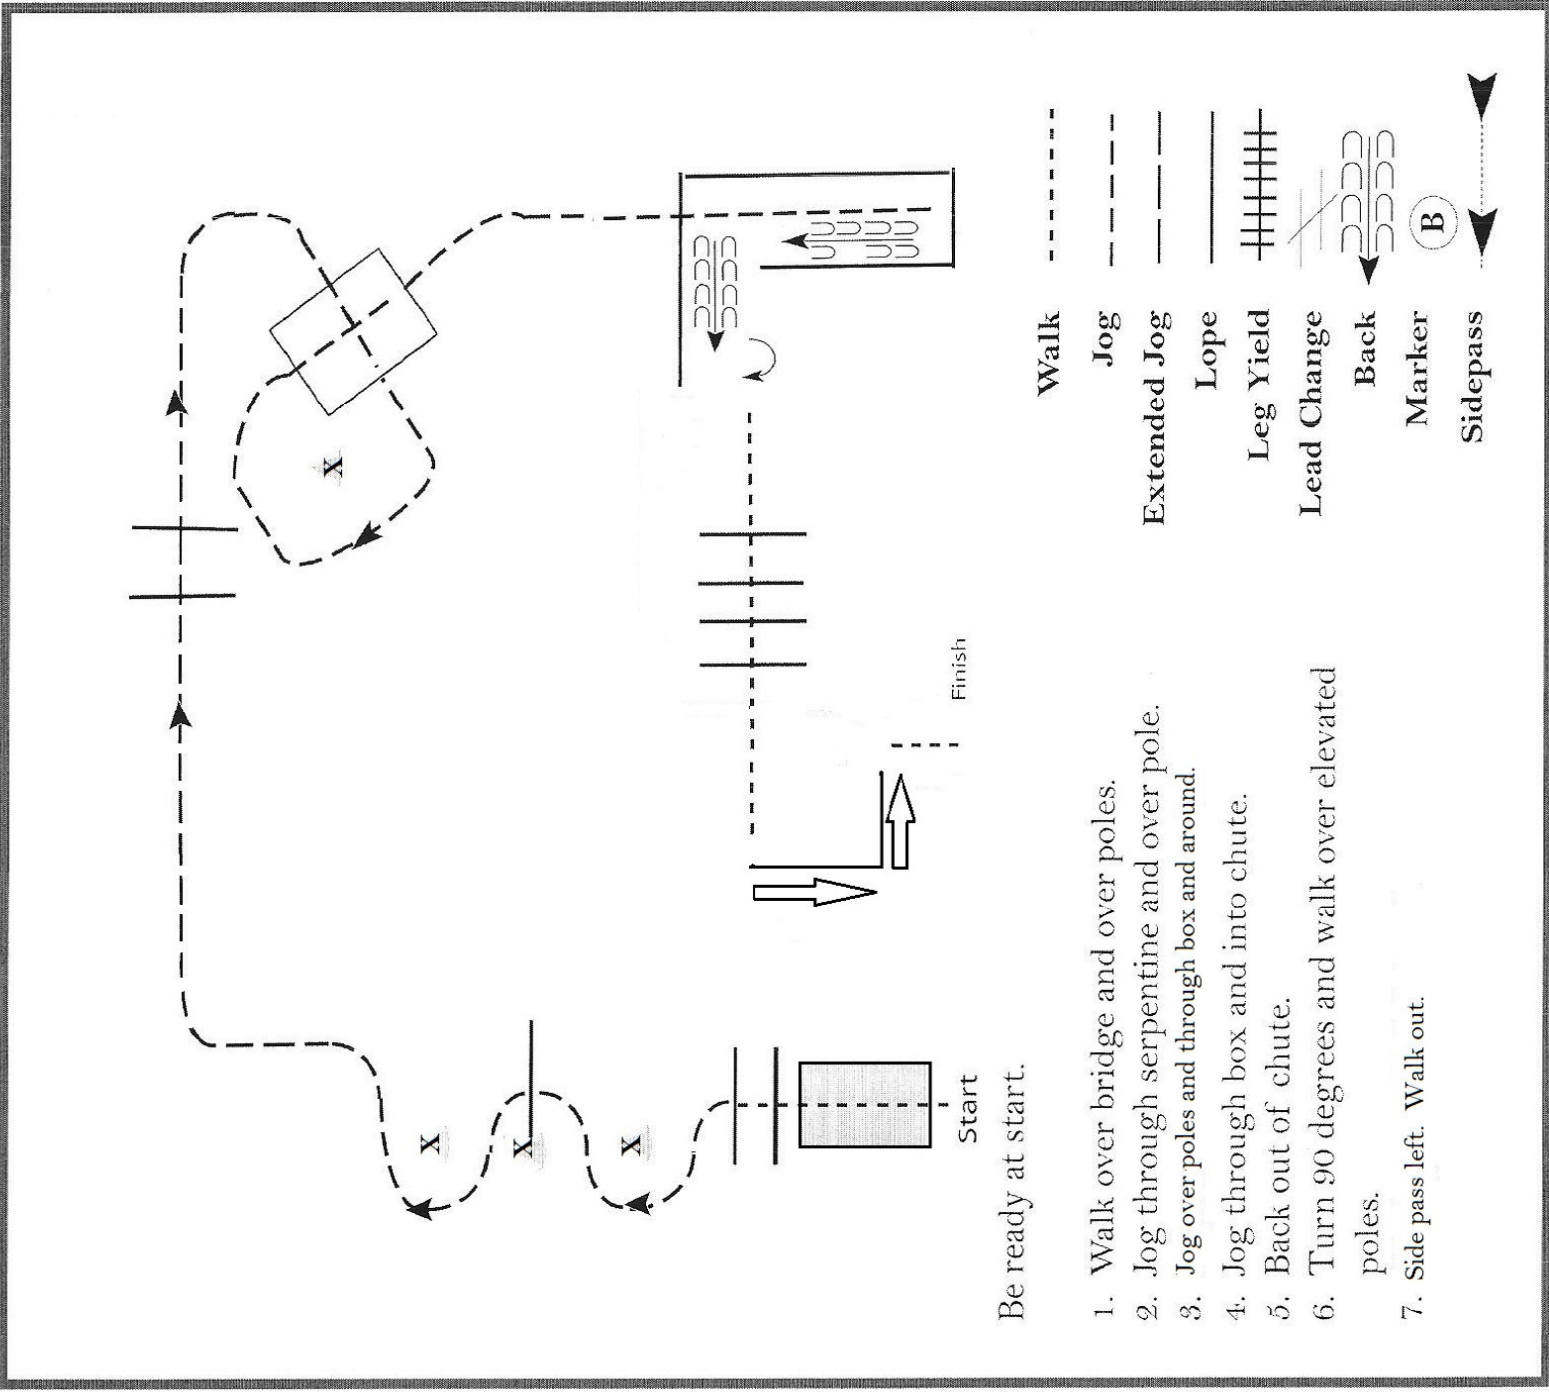 X
X
X
X
Start
Finish
Be ready at start.
1. Walk over bridge and over poles.
2. Jog through serpentine and over pole.
3. Jog over poles and through box and around.
4. Jog through box and into chute.
5. Back out of chute.
6. Turn 90 degrees and walk over elevated
poles.
7. Side pass left. Walk out.
Walk
Jog
Extended Jog
Lope
Leg Yield
Lead Change
Back
Marker
B
Sidepass